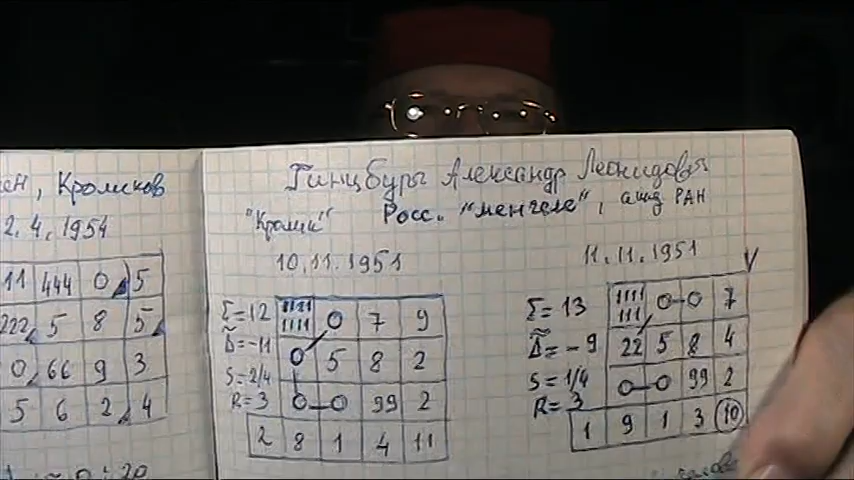 Гинцбург Александр Леонидович
"Кролик" Росс. "менгеле", акад РАН
ен, Кроликов
2.4.1954
11 444 0 5
222 5 8 5
0 66 9 3
5 6 2 4
10.11.1951
Σ=12 1111 1111 0 7 9
Δ̃=-11 0 5 8 2
S=2/4 0 0 99 2
R=3
2 8 1 4 11
11.11.1951
Σ=13 1111 111 0 0 7
Δ̃=-9 22 5 8 4
S=1/4 0 0 99 2
R=3
1 9 1 3 10